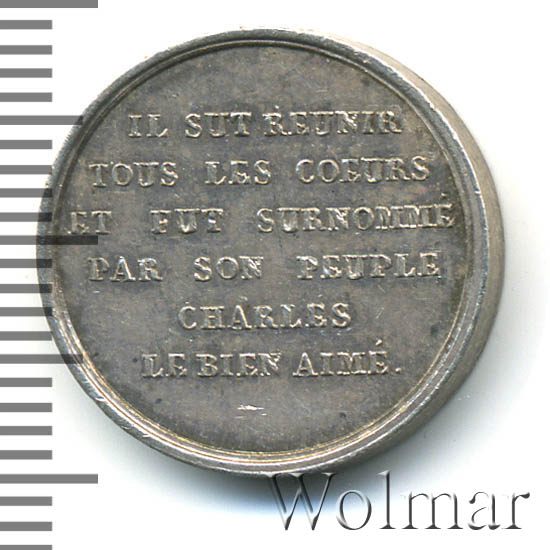 IL SUT REUNIR
TOUS LES COEURS
ET FUT SURNOMMÉ
PAR SON PEUPLE
CHARLES
LE BIEN AIMÉ.
Wolmar